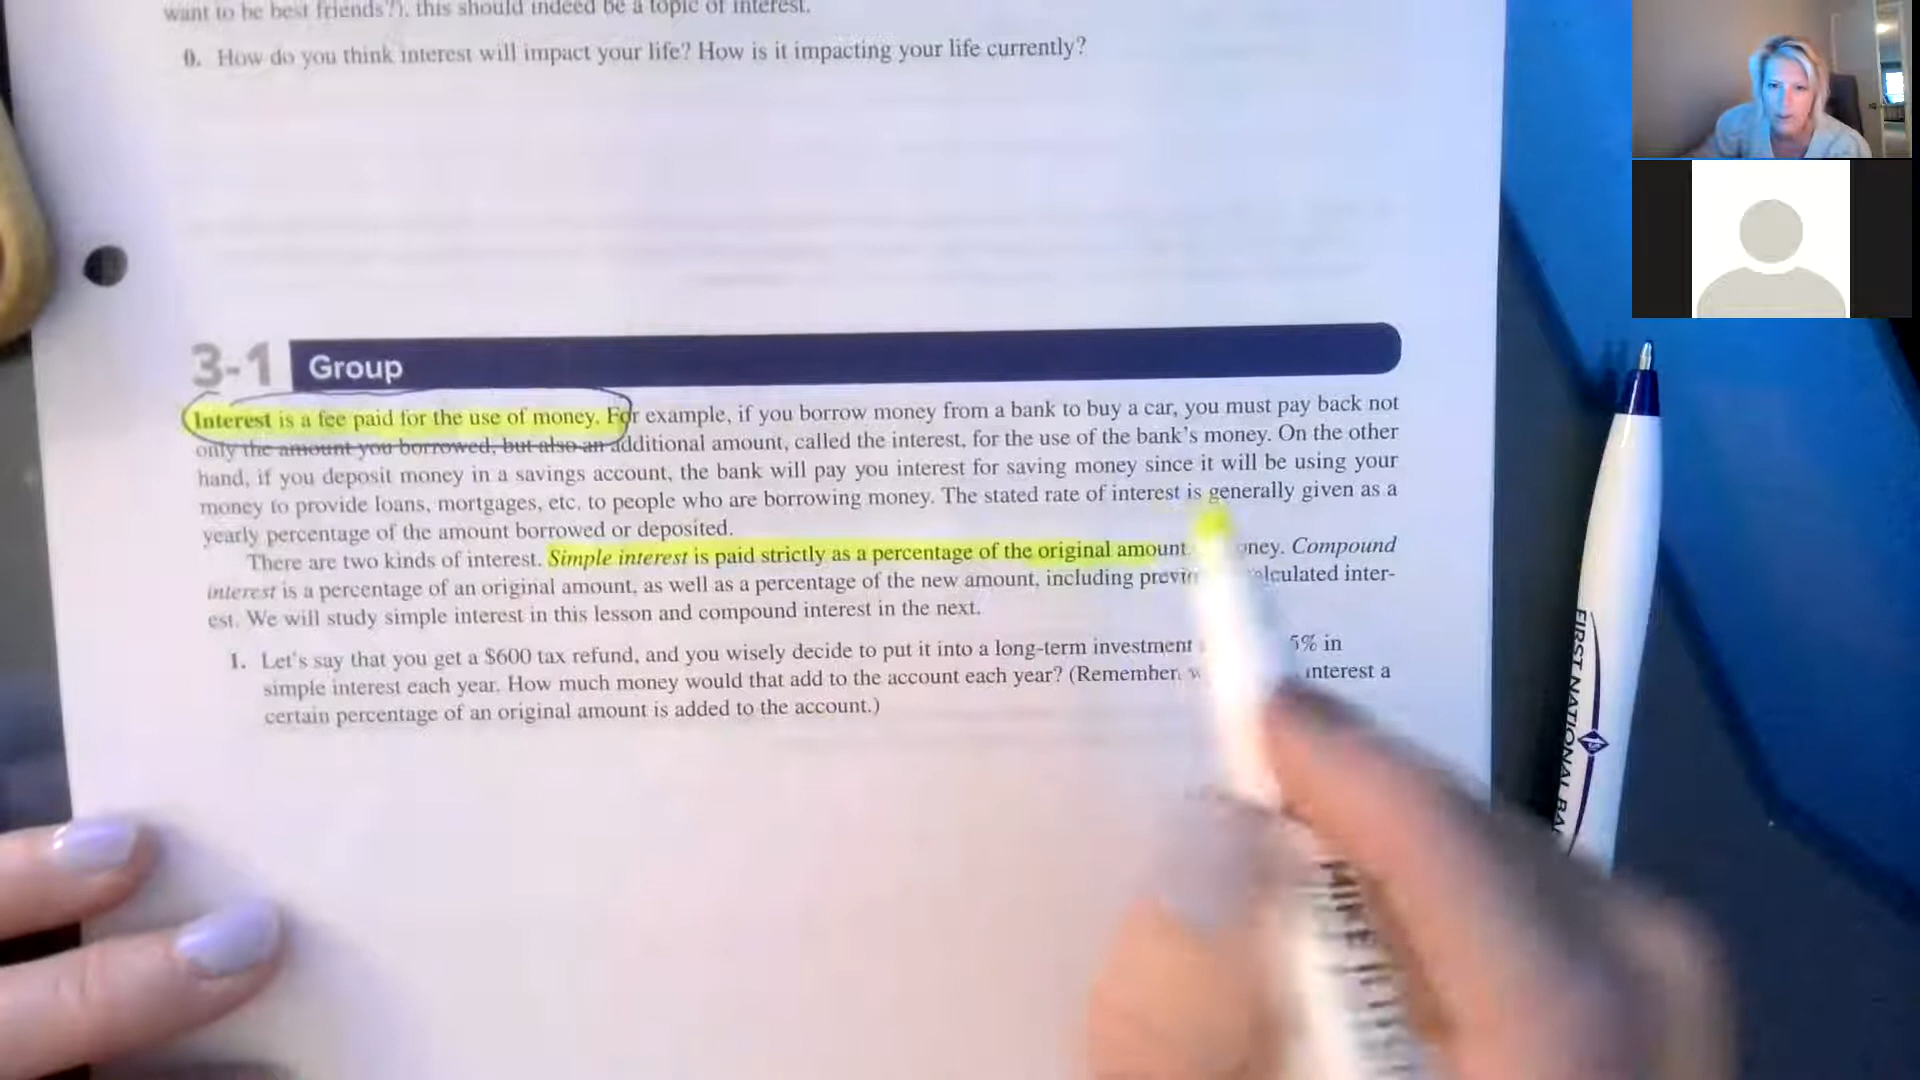 want to be best friends?), this should indeed be a topic of interest.
0. How do you think interest will impact your life? How is it impacting your life currently?
3-1 Group
Interest is a fee paid for the use of money. For example, if you borrow money from a bank to buy a car, you must pay back not
only the amount you borrowed, but also an additional amount, called the interest, for the use of the bank's money. On the other
hand, if you deposit money in a savings account, the bank will pay you interest for saving money since it will be using your
money to provide loans, mortgages, etc. to people who are borrowing money. The stated rate of interest is generally given as a
yearly percentage of the amount borrowed or deposited.
There are two kinds of interest. Simple interest is paid strictly as a percentage of the original amount. Compound
interest is a percentage of an original amount, as well as a percentage of the new amount, including inter-
est. We will study simple interest in this lesson and compound interest in the next.
1. Let's say that you get a $600 tax refund, and you wisely decide to put it into a long-term investment 5% in
simple interest each year. How much money would that add to the account each year? (Remember, interest a
certain percentage of an original amount is added to the account.)
FIRST NATIONAL BA